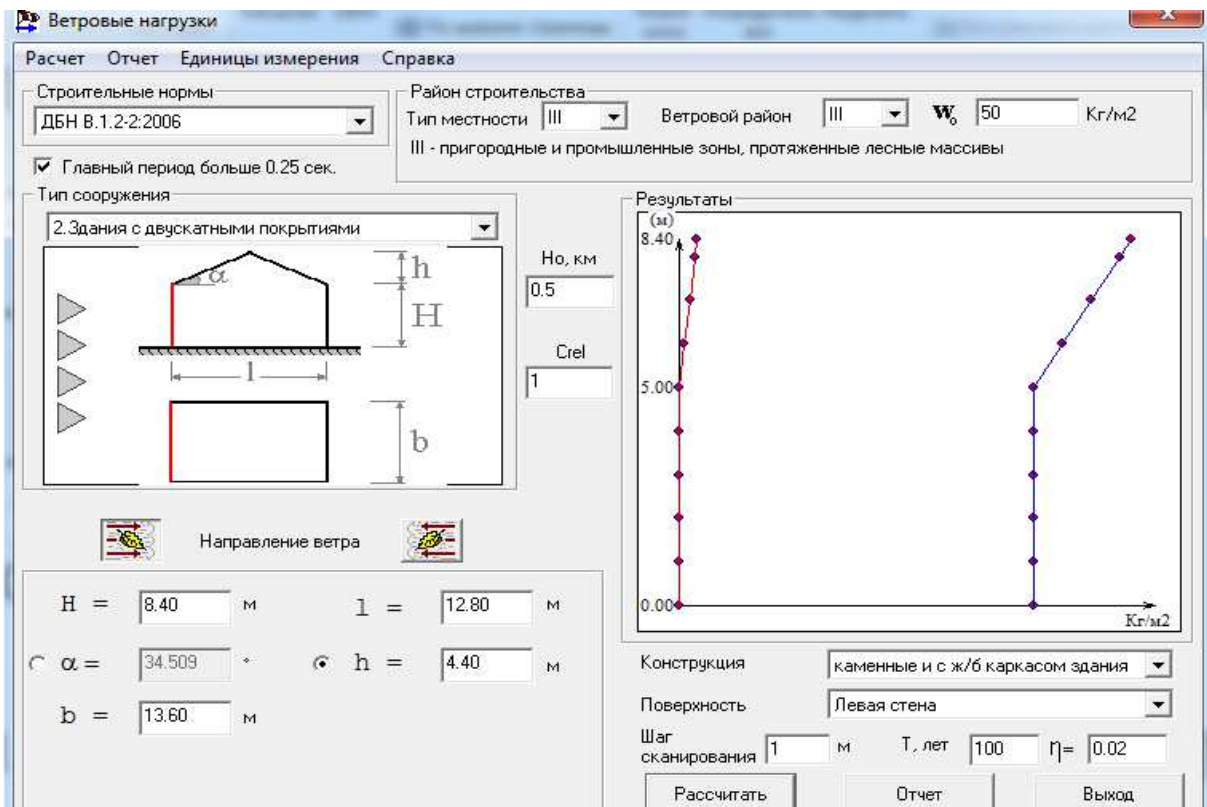 Ветровые нагрузки
Расчет Отчет Единицы измерения Справка
Строительные нормы
ДБН В.1.2-2:2006
Главный период больше 0.25 сек.
Район строительства
Тип местности III Ветровой район III W₀ 50 Кг/м2
III - пригородные и промышленные зоны, протяженные лесные массивы
Тип сооружения
2.Здания с двускатными покрытиями
α h
H
l
b
Но, км
0.5
Crel
1
Результаты
(м)
8.40
5.00
0.00
Кг/м2
Направление ветра
H = 8.40 м l = 12.80 м
α = 34.509 ° h = 4.40 м
b = 13.60 м
Конструкция каменные и с ж/б каркасом здания
Поверхность Левая стена
Шаг
сканирования 1 м Т, лет 100 η= 0.02
Рассчитать Отчет Выход